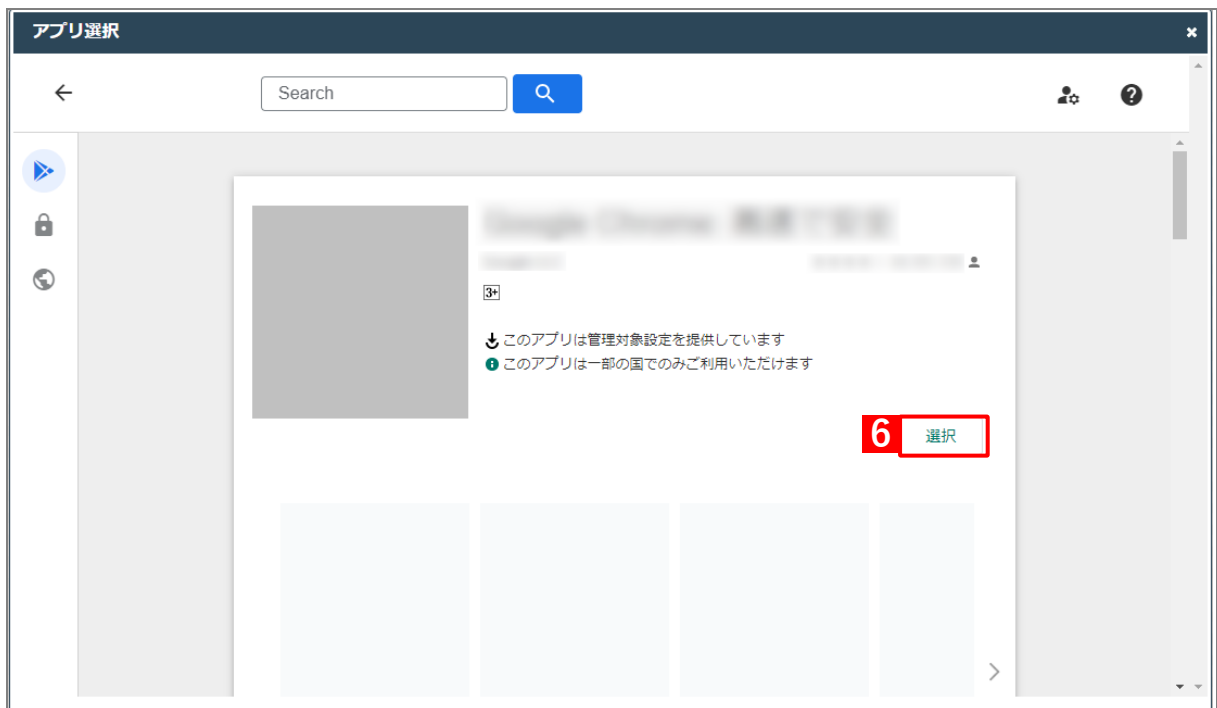 アプリ選択
Search
3+
このアプリは管理対象設定を提供しています
このアプリは一部の国でのみご利用いただけます
6 選択